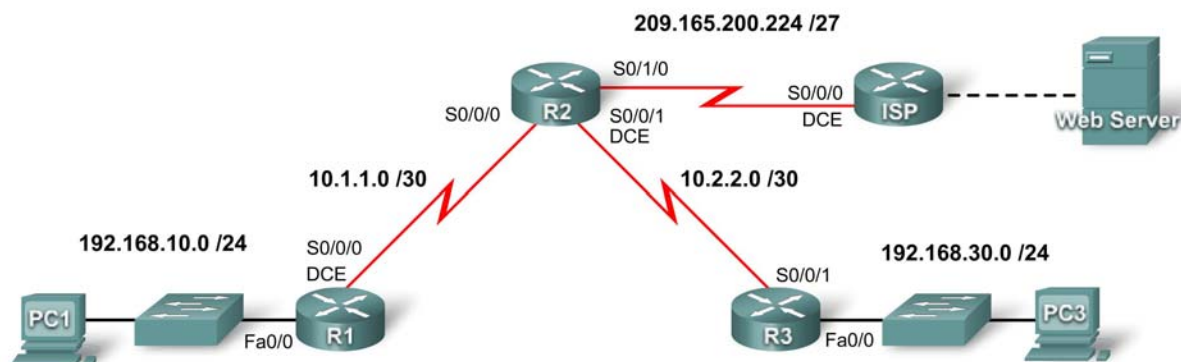 209.165.200.224 /27
S0/1/0
S0/0/0
R2
S0/0/1
DCE
S0/0/0
DCE
ISP
Web Server
10.1.1.0 /30
10.2.2.0 /30
192.168.10.0 /24
S0/0/0
DCE
S0/0/1
192.168.30.0 /24
PC1
Fa0/0
R1
R3
Fa0/0
PC3